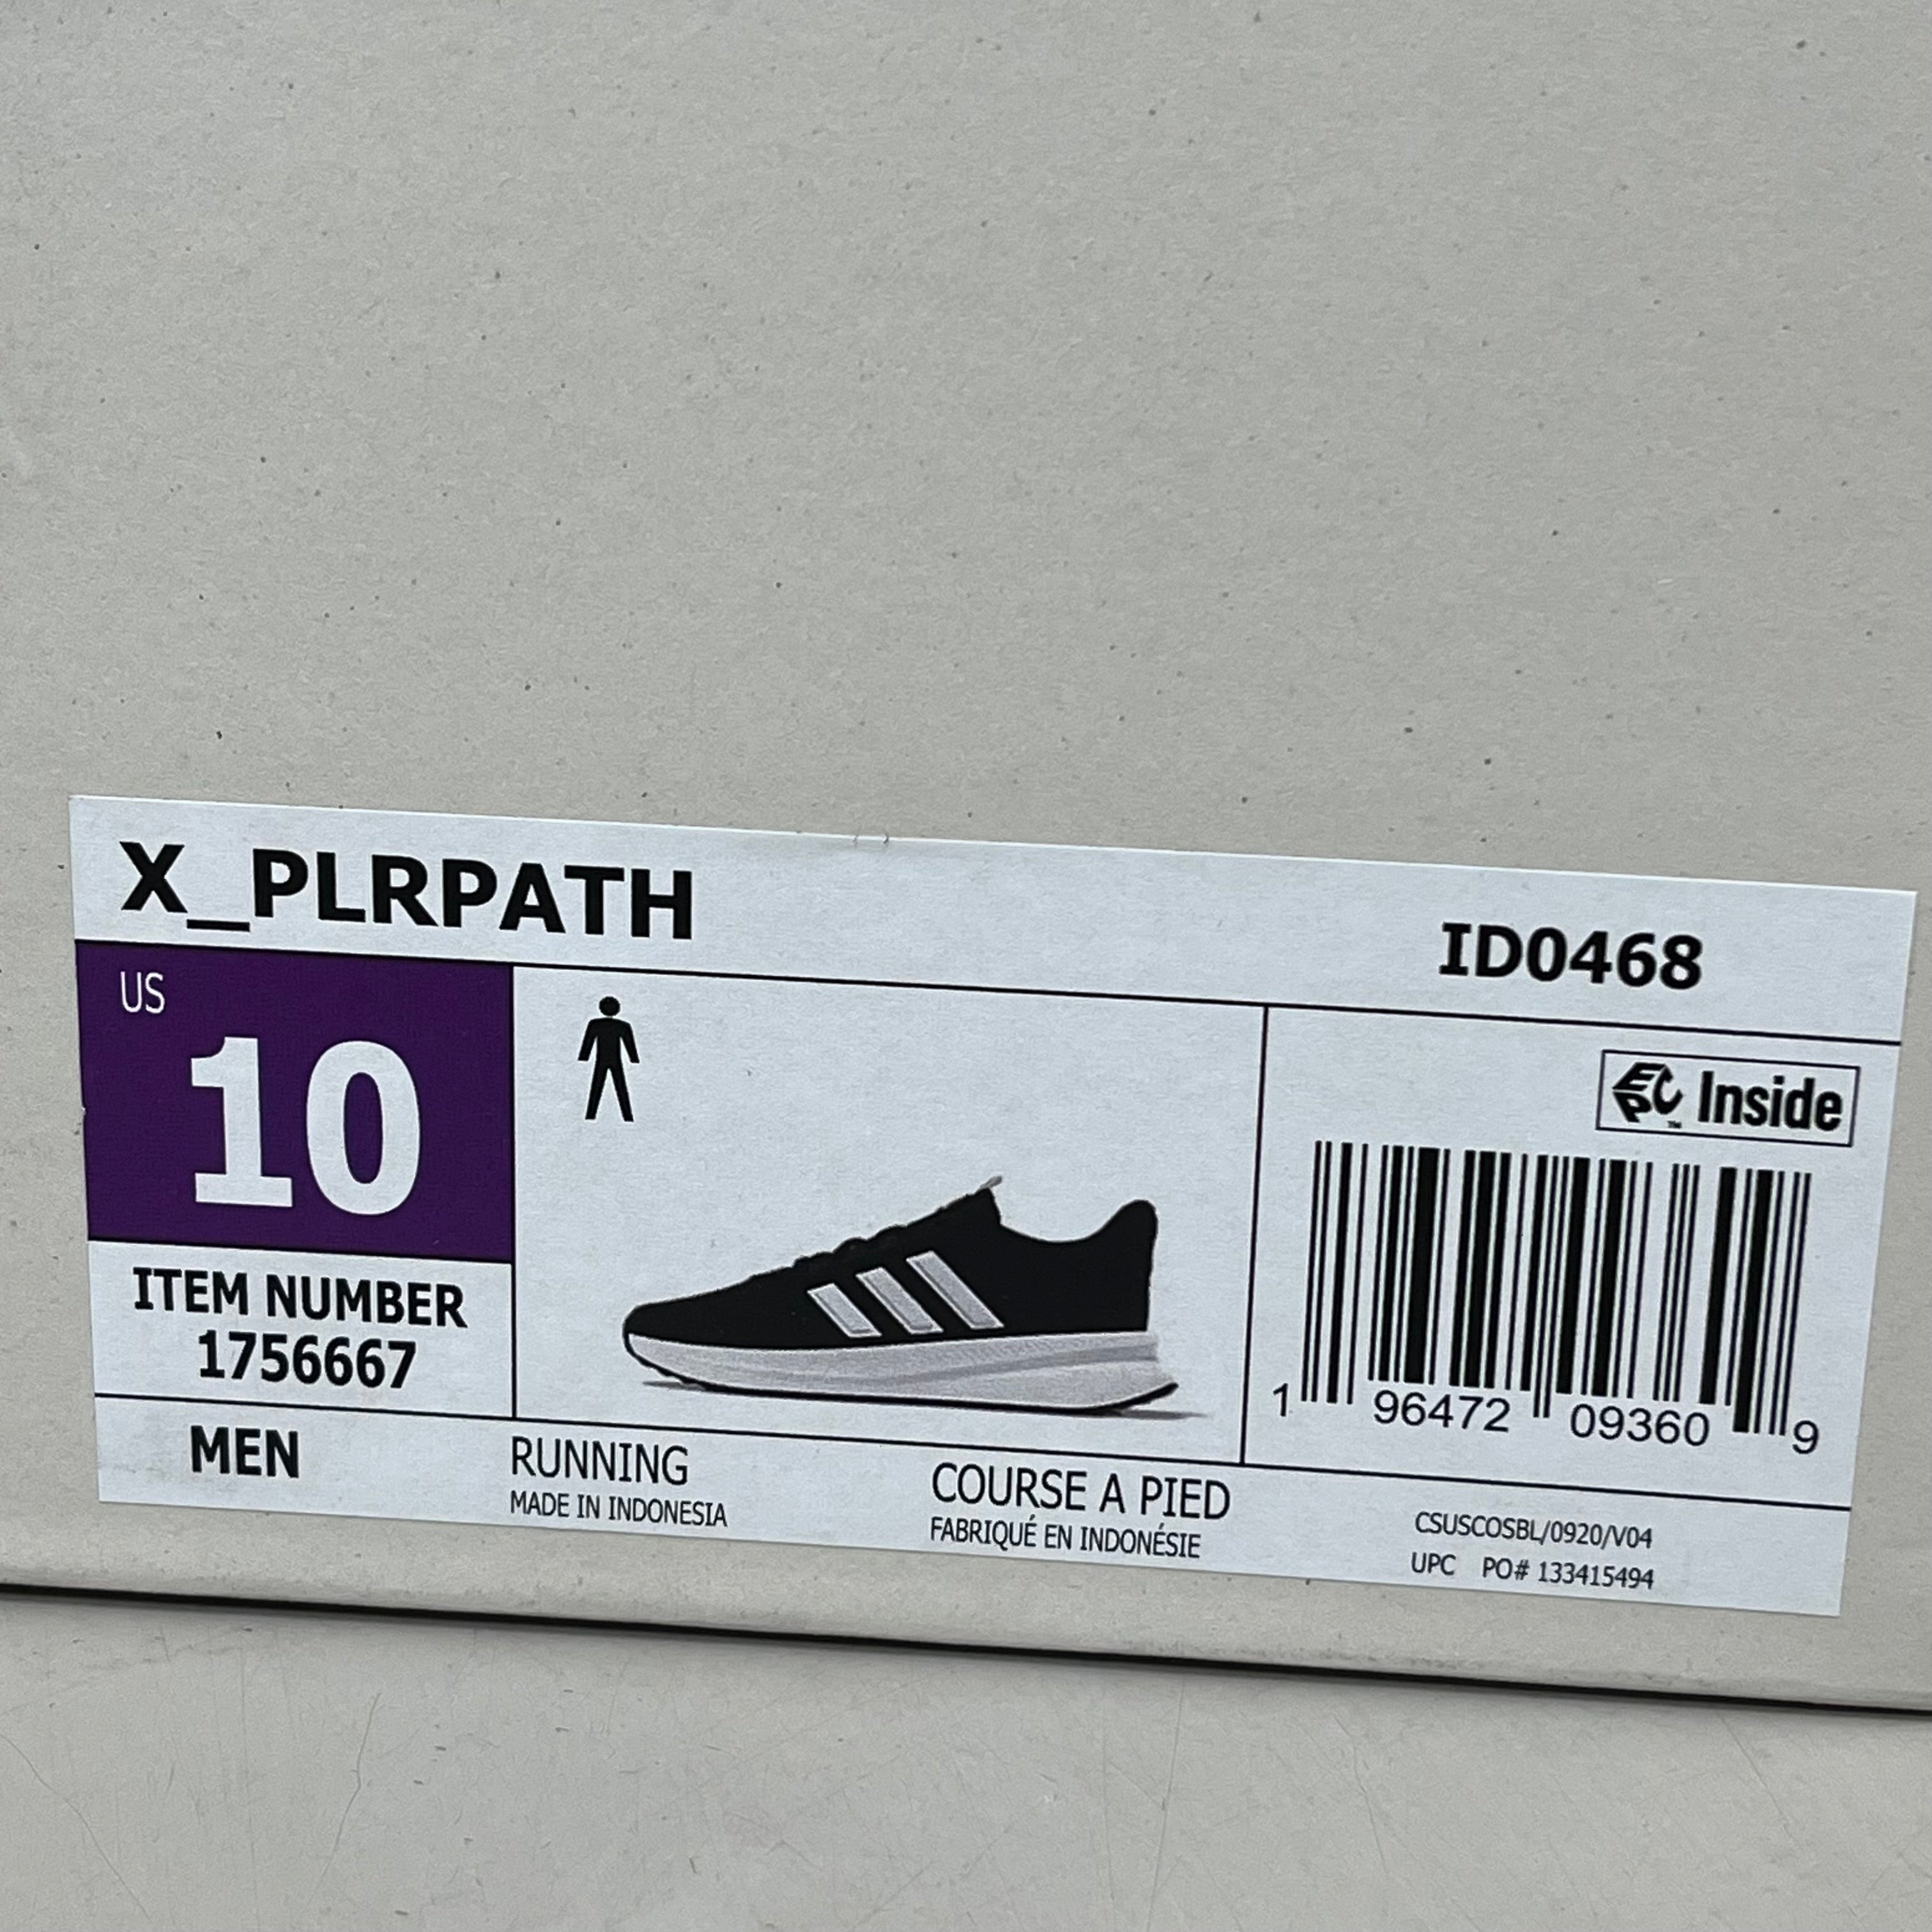 X_PLRPATH
ID0468
US
10
EPC™ Inside
ITEM NUMBER
1756667
1 96472 09360 9
MEN
RUNNING
MADE IN INDONESIA
COURSE A PIED
FABRIQUÉ EN INDONÉSIE
CSUSCOSBL/0920/V04
UPC PO# 133415494